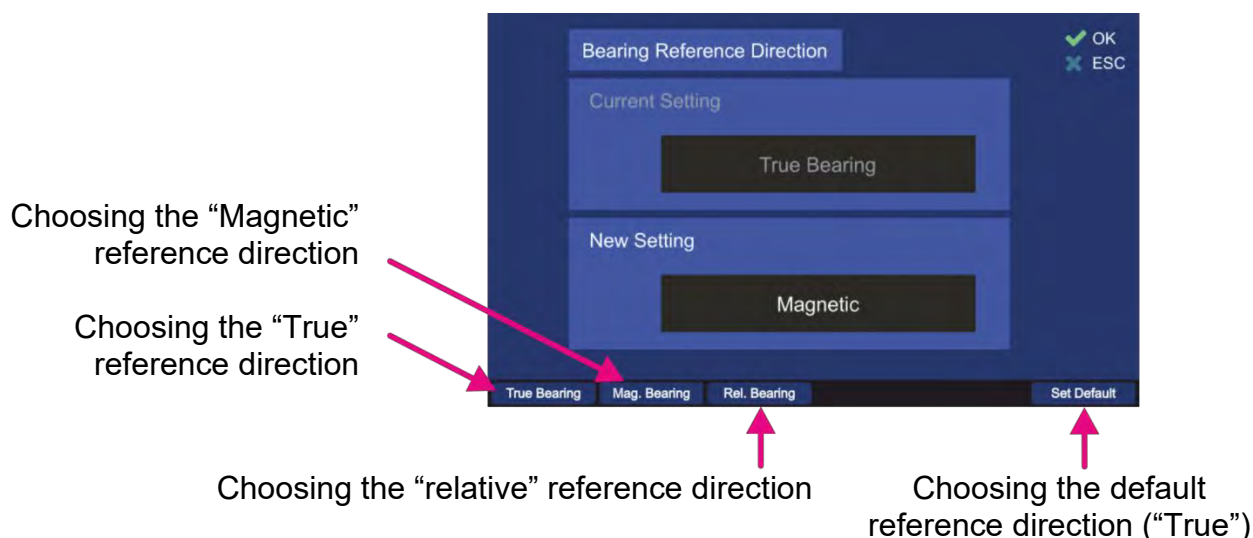 Bearing Reference Direction
OK
ESC
Current Setting
True Bearing
New Setting
Magnetic
Choosing the “Magnetic”
reference direction
Choosing the “True”
reference direction
True Bearing
Mag. Bearing
Rel. Bearing
Set Default
Choosing the “relative” reference direction
Choosing the default
reference direction (“True”)